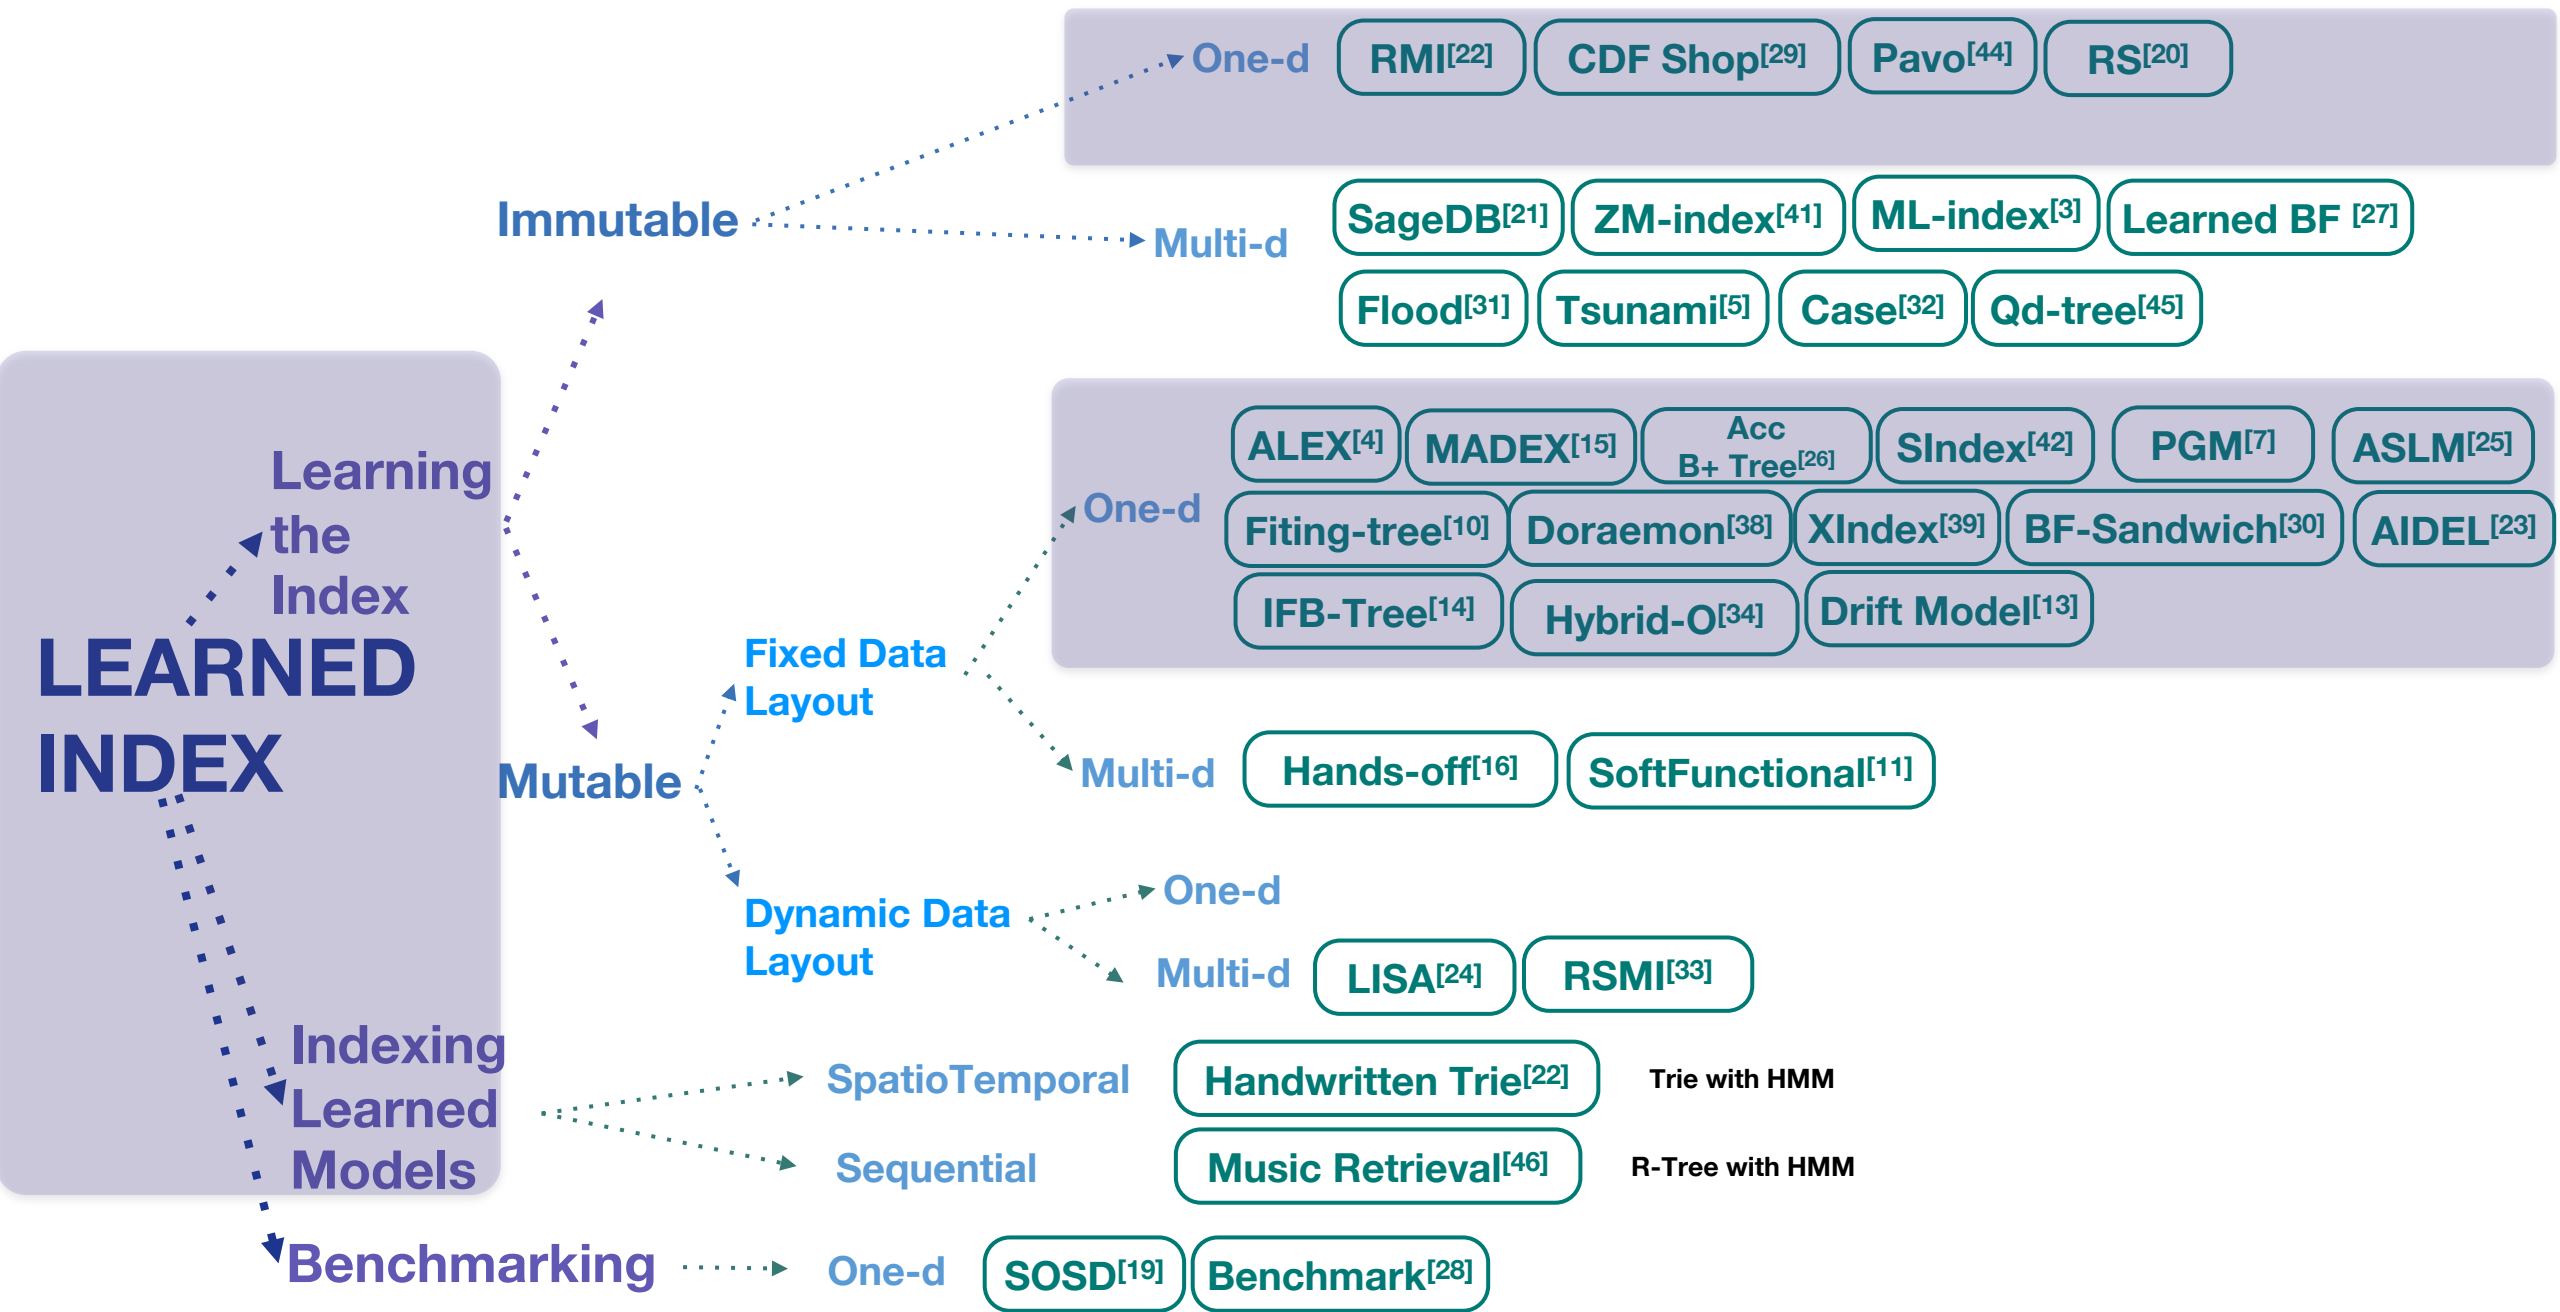 One-d RMI[22] CDF Shop[29] Pavo[44] RS[20]
Immutable
Multi-d SageDB[21] ZM-index[41] ML-index[3] Learned BF [27]
Flood[31] Tsunami[5] Case[32] Qd-tree[45]
Learning
the
Index
LEARNED
INDEX
Mutable
Fixed Data
Layout
One-d
ALEX[4] MADEX[15] Acc
B+ Tree[26] SIndex[42] PGM[7] ASLM[25]
Fiting-tree[10] Doraemon[38] XIndex[39] BF-Sandwich[30] AIDEL[23]
IFB-Tree[14] Hybrid-O[34] Drift Model[13]
Multi-d Hands-off[16] SoftFunctional[11]
Dynamic Data
Layout
One-d
Multi-d LISA[24] RSMI[33]
Indexing
Learned
Models
SpatioTemporal Handwritten Trie[22] Trie with HMM
Sequential Music Retrieval[46] R-Tree with HMM
Benchmarking One-d SOSD[19] Benchmark[28]